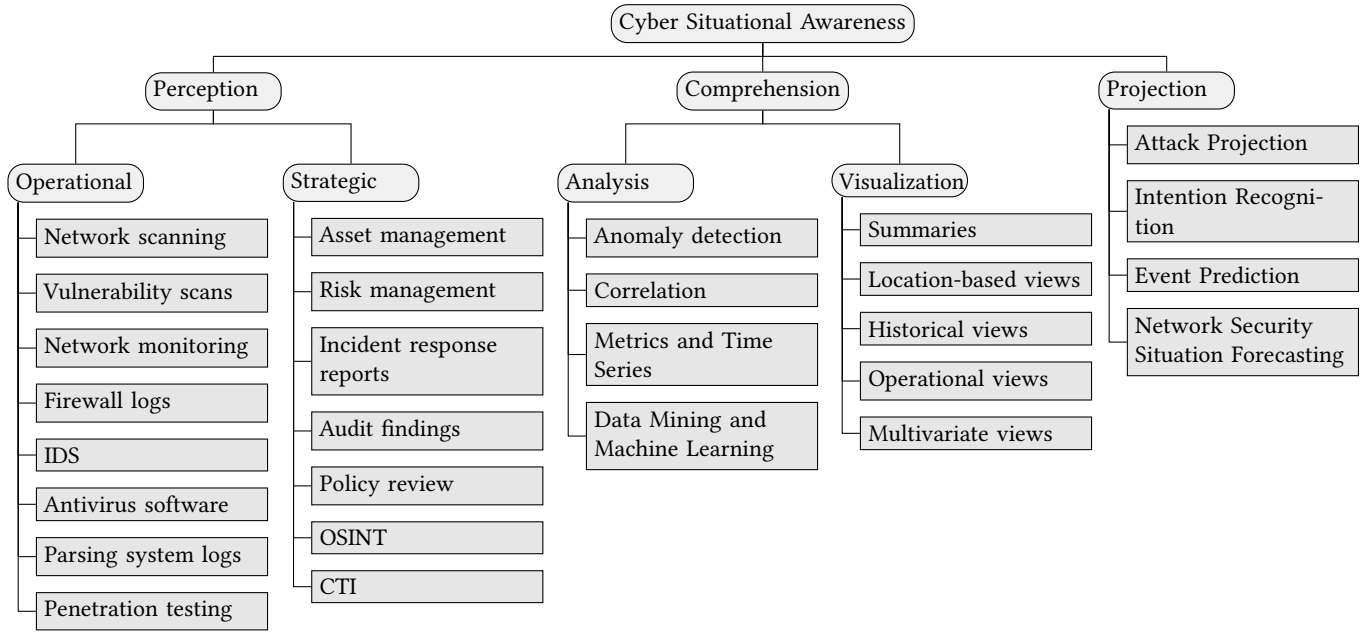 Cyber Situational Awareness
Perception
Comprehension
Projection
Operational
Network scanning
Vulnerability scans
Network monitoring
Firewall logs
IDS
Antivirus software
Parsing system logs
Penetration testing
Strategic
Asset management
Risk management
Incident response
reports
Audit findings
Policy review
OSINT
CTI
Analysis
Anomaly detection
Correlation
Metrics and Time
Series
Data Mining and
Machine Learning
Visualization
Summaries
Location-based views
Historical views
Operational views
Multivariate views
Attack Projection
Intention Recogni-
tion
Event Prediction
Network Security
Situation Forecasting